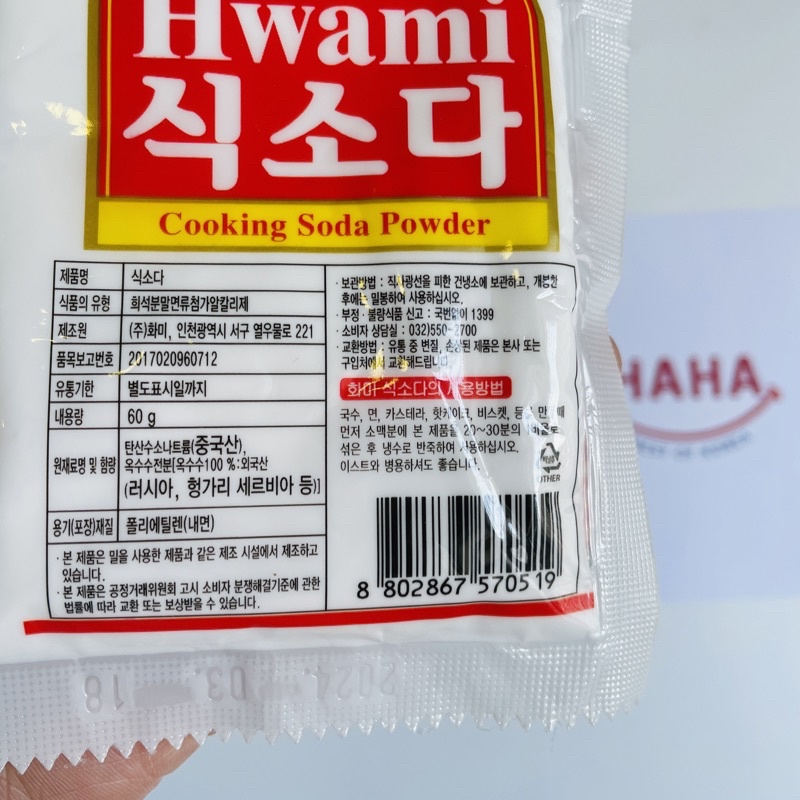 Hwami
식소다
Cooking Soda Powder
제품명 식소다
식품의 유형 희석분말면류첨가알칼리제
제조원 (주)화미, 인천광역시 서구 열우물로 221
품목보고번호 2017020960712
유통기한 별도표시일까지
내용량 60 g
원재료명 및 함량 탄산수소나트륨(중국산),
옥수수전분[옥수수100 %:외국산
(러시아, 헝가리 세르비아 등)]
용기(포장)재질 폴리에틸렌(내면)
· 본 제품은 밀을 사용한 제품과 같은 제조 시설에서 제조하고
있습니다.
· 본 제품은 공정거래위원회 고시 소비자 분쟁해결기준에 관한
법률에 따라 교환 또는 보상받을 수 있습니다.
· 보관방법 : 직사광선을 피한 건냉소에 보관하고, 개봉한
후에는 밀봉하여 사용하십시오.
· 부정 · 불량식품 신고 : 국번없이 1399
· 소비자 상담실 : 032)550-2700
· 교환방법 : 유통 중 변질, 손상된 제품은 본사 또는
구입처에서 교환해드립니다
화미 식소다의 사용방법
국수, 면, 카스테라, 핫케이크, 비스켓, 등을 만들때
먼저 소맥분에 본 제품을 20~30분의 1 비율로
섞은 후 냉수로 반죽하여 사용하십시오.
이스트와 병용하셔도 좋습니다.
OTHER
8 802867 570519
2024. 03. 18
HAHA